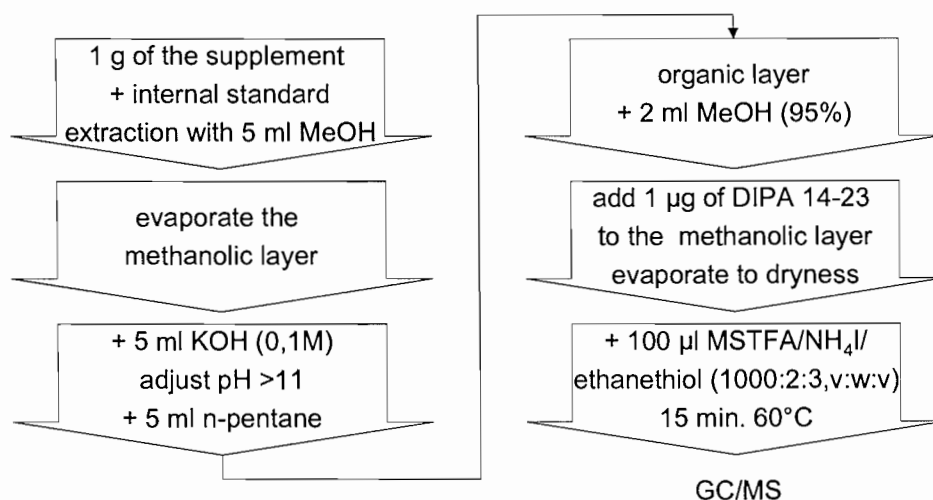 1 g of the supplement
+ internal standard
extraction with 5 ml MeOH
evaporate the
methanolic layer
+ 5 ml KOH (0,1M)
adjust pH >11
+ 5 ml n-pentane
organic layer
+ 2 ml MeOH (95%)
add 1 µg of DIPA 14-23
to the methanolic layer
evaporate to dryness
+ 100 µl MSTFA/NH₄I/
ethanethiol (1000:2:3,v:w:v)
15 min. 60°C
GC/MS